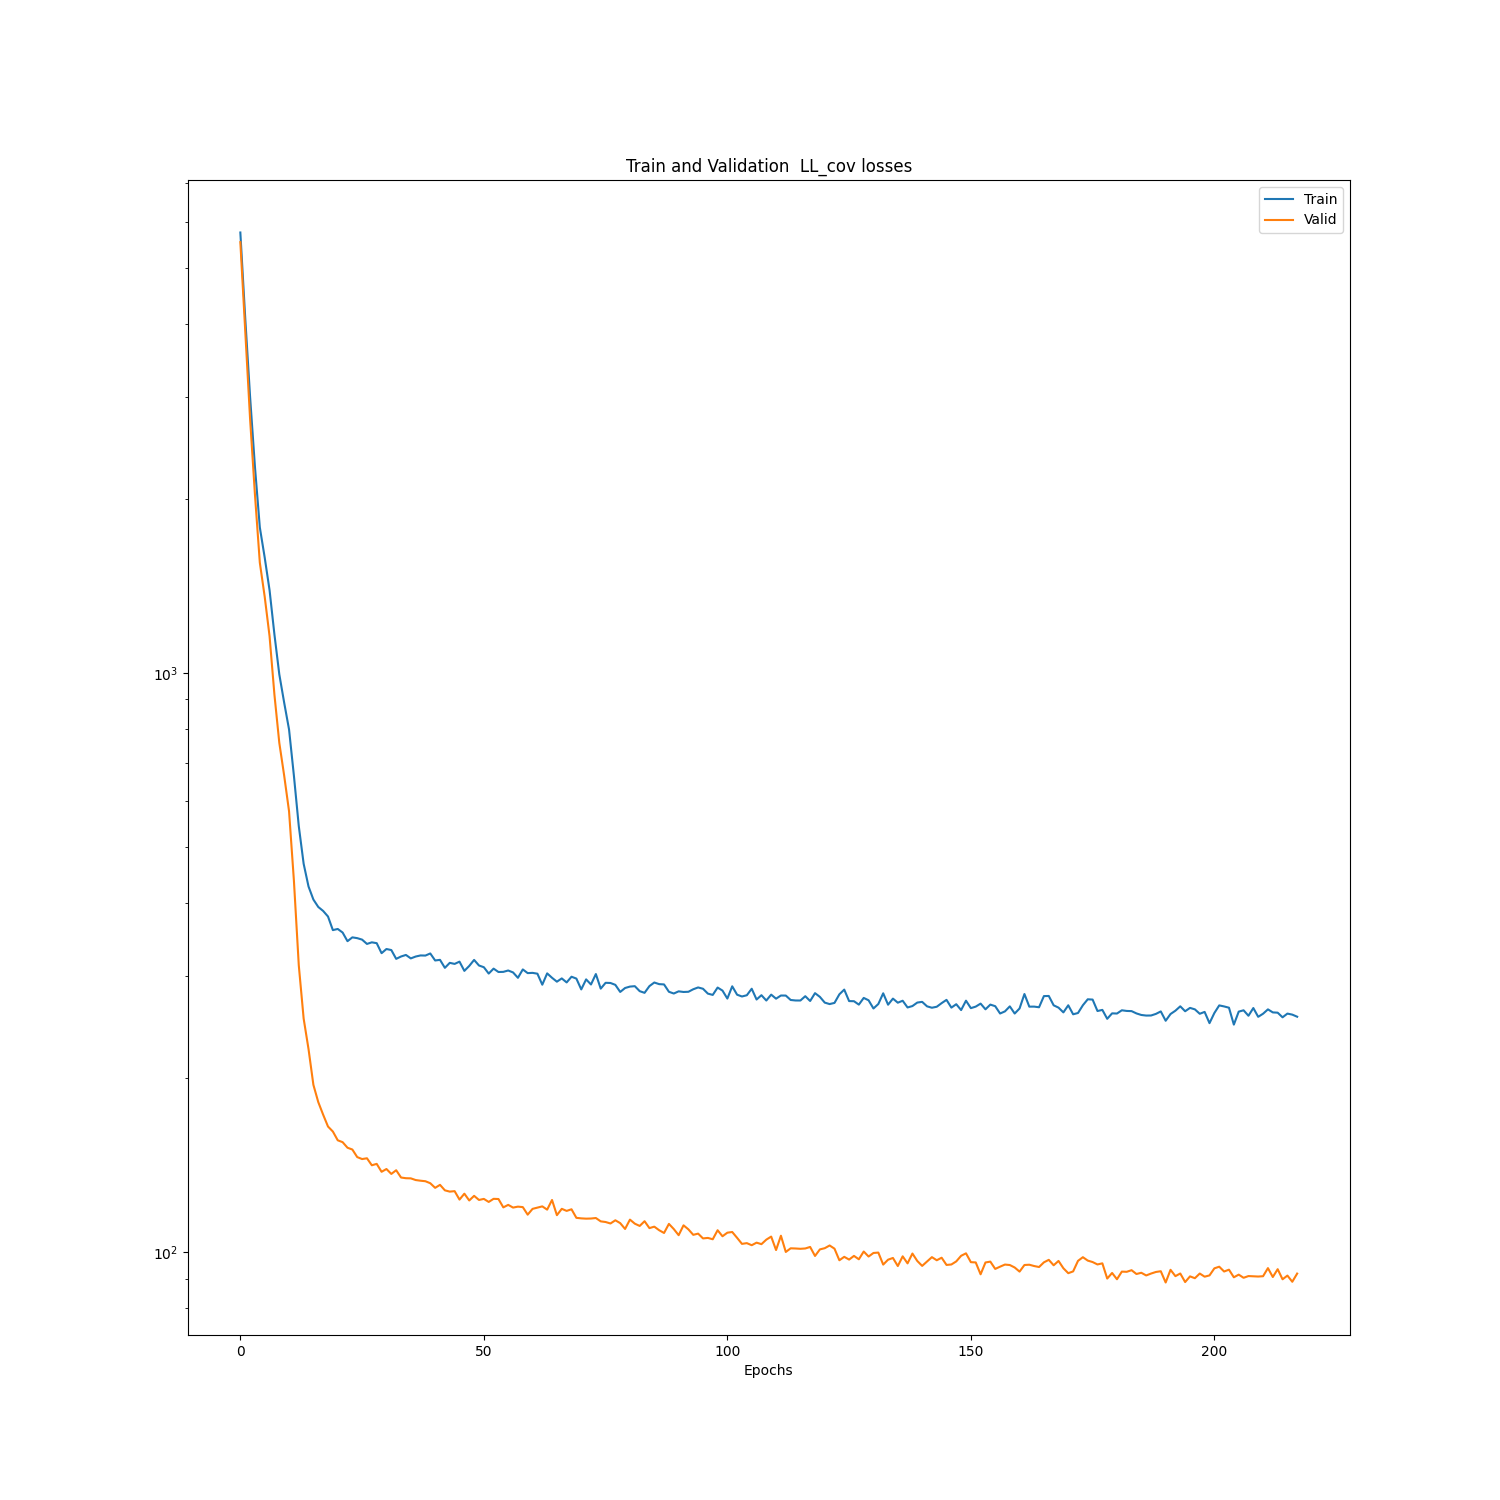 Train and Validation  LL_cov losses
Train
Valid
10³
10²
0 50 100 150 200
Epochs